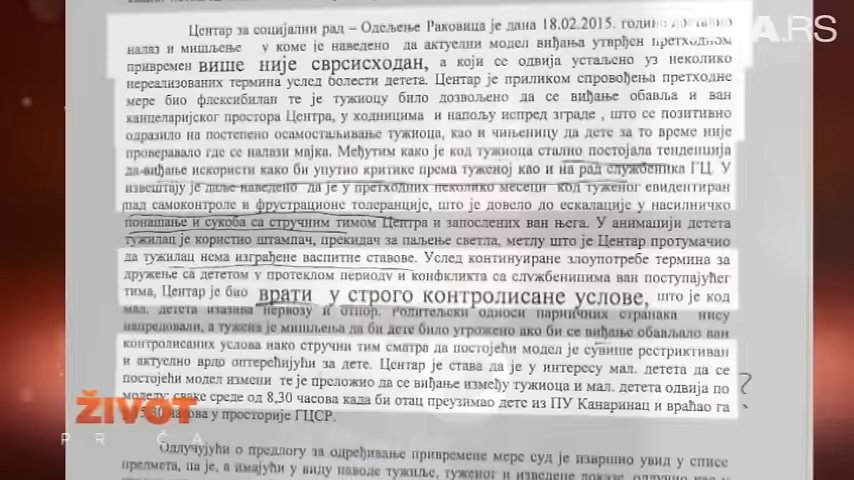 Центар за социјални рад – Одељење Раковица је дана 18.02.2015. године доставио
налаз и мишљење у коме је наведено да актуелни модел виђања утврђен претходном
привремен више није сврсисходан, а који се одвија устаљено уз неколико
нереализованих термина услед болести детета. Центар је приликом спровођења претходне
мере био флексибилан те је тужиоцу било дозвољено да се виђање обавља и ван
канцеларијског простора Центра, у ходницима и напољу испред зграде , што се позитивно
одразило на постепено осамостаљивање тужиоца, као и чињеницу да дете за то време није
проверавало где се налази мајка. Међутим како је код тужиоца стално постојала тенденција
да виђање искористи како би упутио критике према туженој као и на рад службеника ГЦ. У
извештају је даље наведено да је у претходних неколико месеци код туженог евидентиран
пад самоконтроле и фрустрационе толеранције, што је довело до ескалације у насилничко
понашање и сукоба са стручним тимом Центра и запослених ван њега. У анимацији детета
тужилац је користио штампач, прекидач за паљење светла, метлу што је Центар протумачио
да тужилац нема изграђене васпитне ставове. Услед континуиране злоупотребе термина за
дружење са дететом у протеклом периоду и конфликта са службеницима ван поступајућег
тима, Центар је био врати у строго контролисане услове, што је код
мал. детета изазива нервозу и отпор. Родитељски односи парничних странака нису
напредовали, а тужена је мишљења да би дете било угрожено ако би се виђање обављало ван
контролисаних услова иако стручни тим сматра да постојећи модел је сувише рестриктиван
и актуелно врло оптерећујући за дете. Центар је става да је у интересу мал. детета да се
постојећи модел измени те је предложио да се виђање између тужиоца и мал. детета одвија по
моделу: сваке среде од 8,30 часова када би отац преузимао дете из ПУ Канаринац и враћао га
часова у просторије ГЦСР.
Одлучујући о предлогу за одређивање привремене мере суд је извршио увид у списе
предмета, па је, а имајући у виду наводе тужиље, туженог и изведене доказе,
?
.RS
ŽIVOT
PRIČA